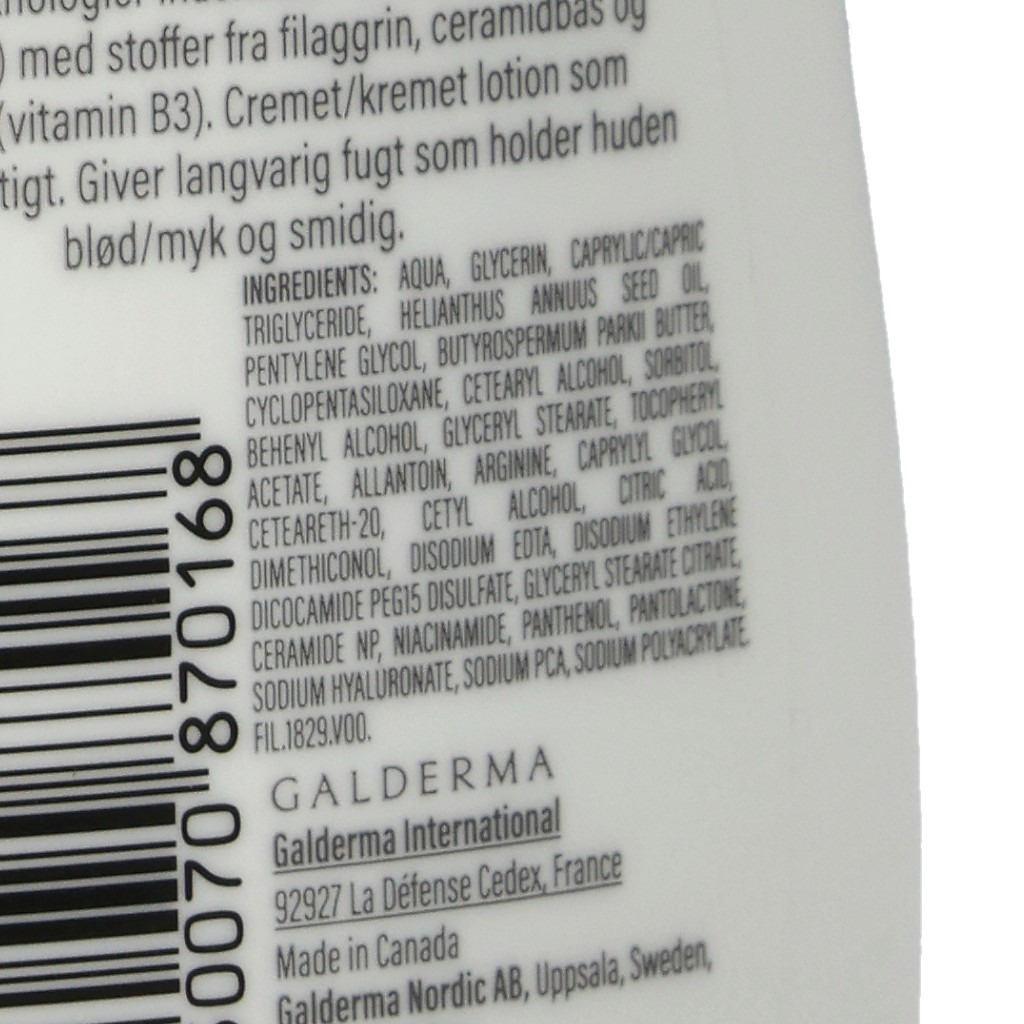 med stoffer fra filaggrin, ceramidbas og
(vitamin B3). Cremet/kremet lotion som
tigt. Giver langvarig fugt som holder huden
blød/myk og smidig.
INGREDIENTS: AQUA, GLYCERIN, CAPRYLIC/CAPRIC
TRIGLYCERIDE, HELIANTHUS ANNUUS SEED OIL,
PENTYLENE GLYCOL, BUTYROSPERMUM PARKII BUTTER,
CYCLOPENTASILOXANE, CETEARYL ALCOHOL, SORBITOL,
BEHENYL ALCOHOL, GLYCERYL STEARATE, TOCOPHERYL
ACETATE, ALLANTOIN, ARGININE, CAPRYLYL GLYCOL,
CETEARETH-20, CETYL ALCOHOL, CITRIC ACID,
DIMETHICONOL, DISODIUM EDTA, DISODIUM ETHYLENE
DICOCAMIDE PEG15 DISULFATE, GLYCERYL STEARATE CITRATE,
CERAMIDE NP, NIACINAMIDE, PANTHENOL, PANTOLACTONE,
SODIUM HYALURONATE, SODIUM PCA, SODIUM POLYACRYLATE.
FIL.1829.V00.
0070 870168
GALDERMA
Galderma International
92927 La Défense Cedex, France
Made in Canada
Galderma Nordic AB, Uppsala, Sweden,